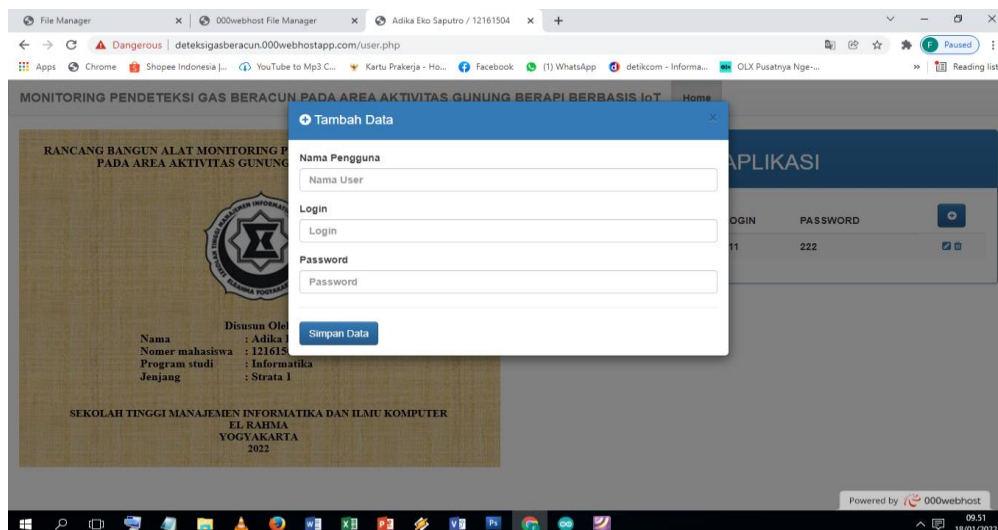 File Manager
000webhost File Manager
Adika Eko Saputro / 12161504
Dangerous
deteksigasberacun.000webhostapp.com/user.php
P
Paused
Apps
Chrome
Shopee Indonesia |...
YouTube to Mp3 C...
Kartu Prakerja - Ho...
Facebook
(1) WhatsApp
detikcom - Informa...
OLX Pusatnya Nge-...
Reading list
MONITORING PENDETEKSI GAS BERACUN PADA AREA AKTIVITAS GUNUNG BERAPI BERBASIS IoT
Home
Tambah Data
Nama Pengguna
Nama User
Login
Login
Password
Password
Simpan Data
RANCANG BANGUN ALAT MONITORING P
PADA AREA AKTIVITAS GUNUNG
Disusun Ole
Nama : Adika
Nomer mahasiswa : 121615
Program studi : Informatika
Jenjang : Strata 1
SEKOLAH TINGGI MANAJEMEN INFORMATIKA DAN ILMU KOMPUTER
EL RAHMA
YOGYAKARTA
2022
APLIKASI
OGIN PASSWORD
11 222
Powered by 000webhost
09.51
18/01/2022